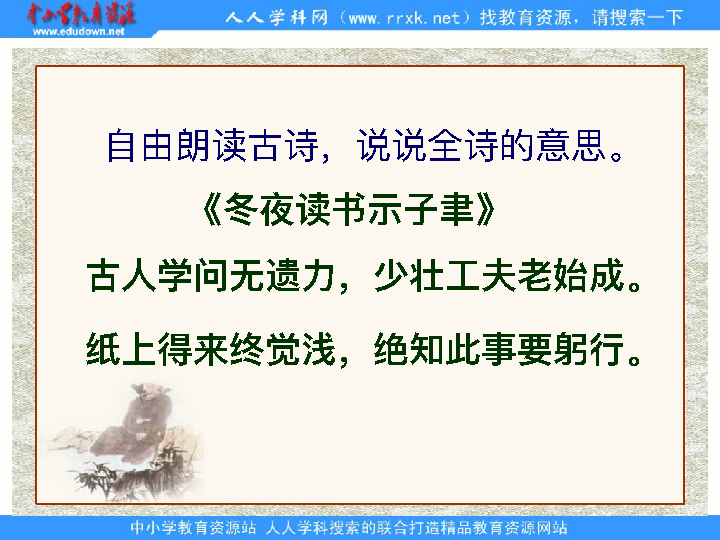 中小学教育资源
www.edudown.net
人人学科网（www.rrxk.net）找教育资源，请搜索一下
自由朗读古诗，说说全诗的意思。
《冬夜读书示子聿》
古人学问无遗力，少壮工夫老始成。
纸上得来终觉浅，绝知此事要躬行。
中小学教育资源站 人人学科搜索的联合打造精品教育资源网站